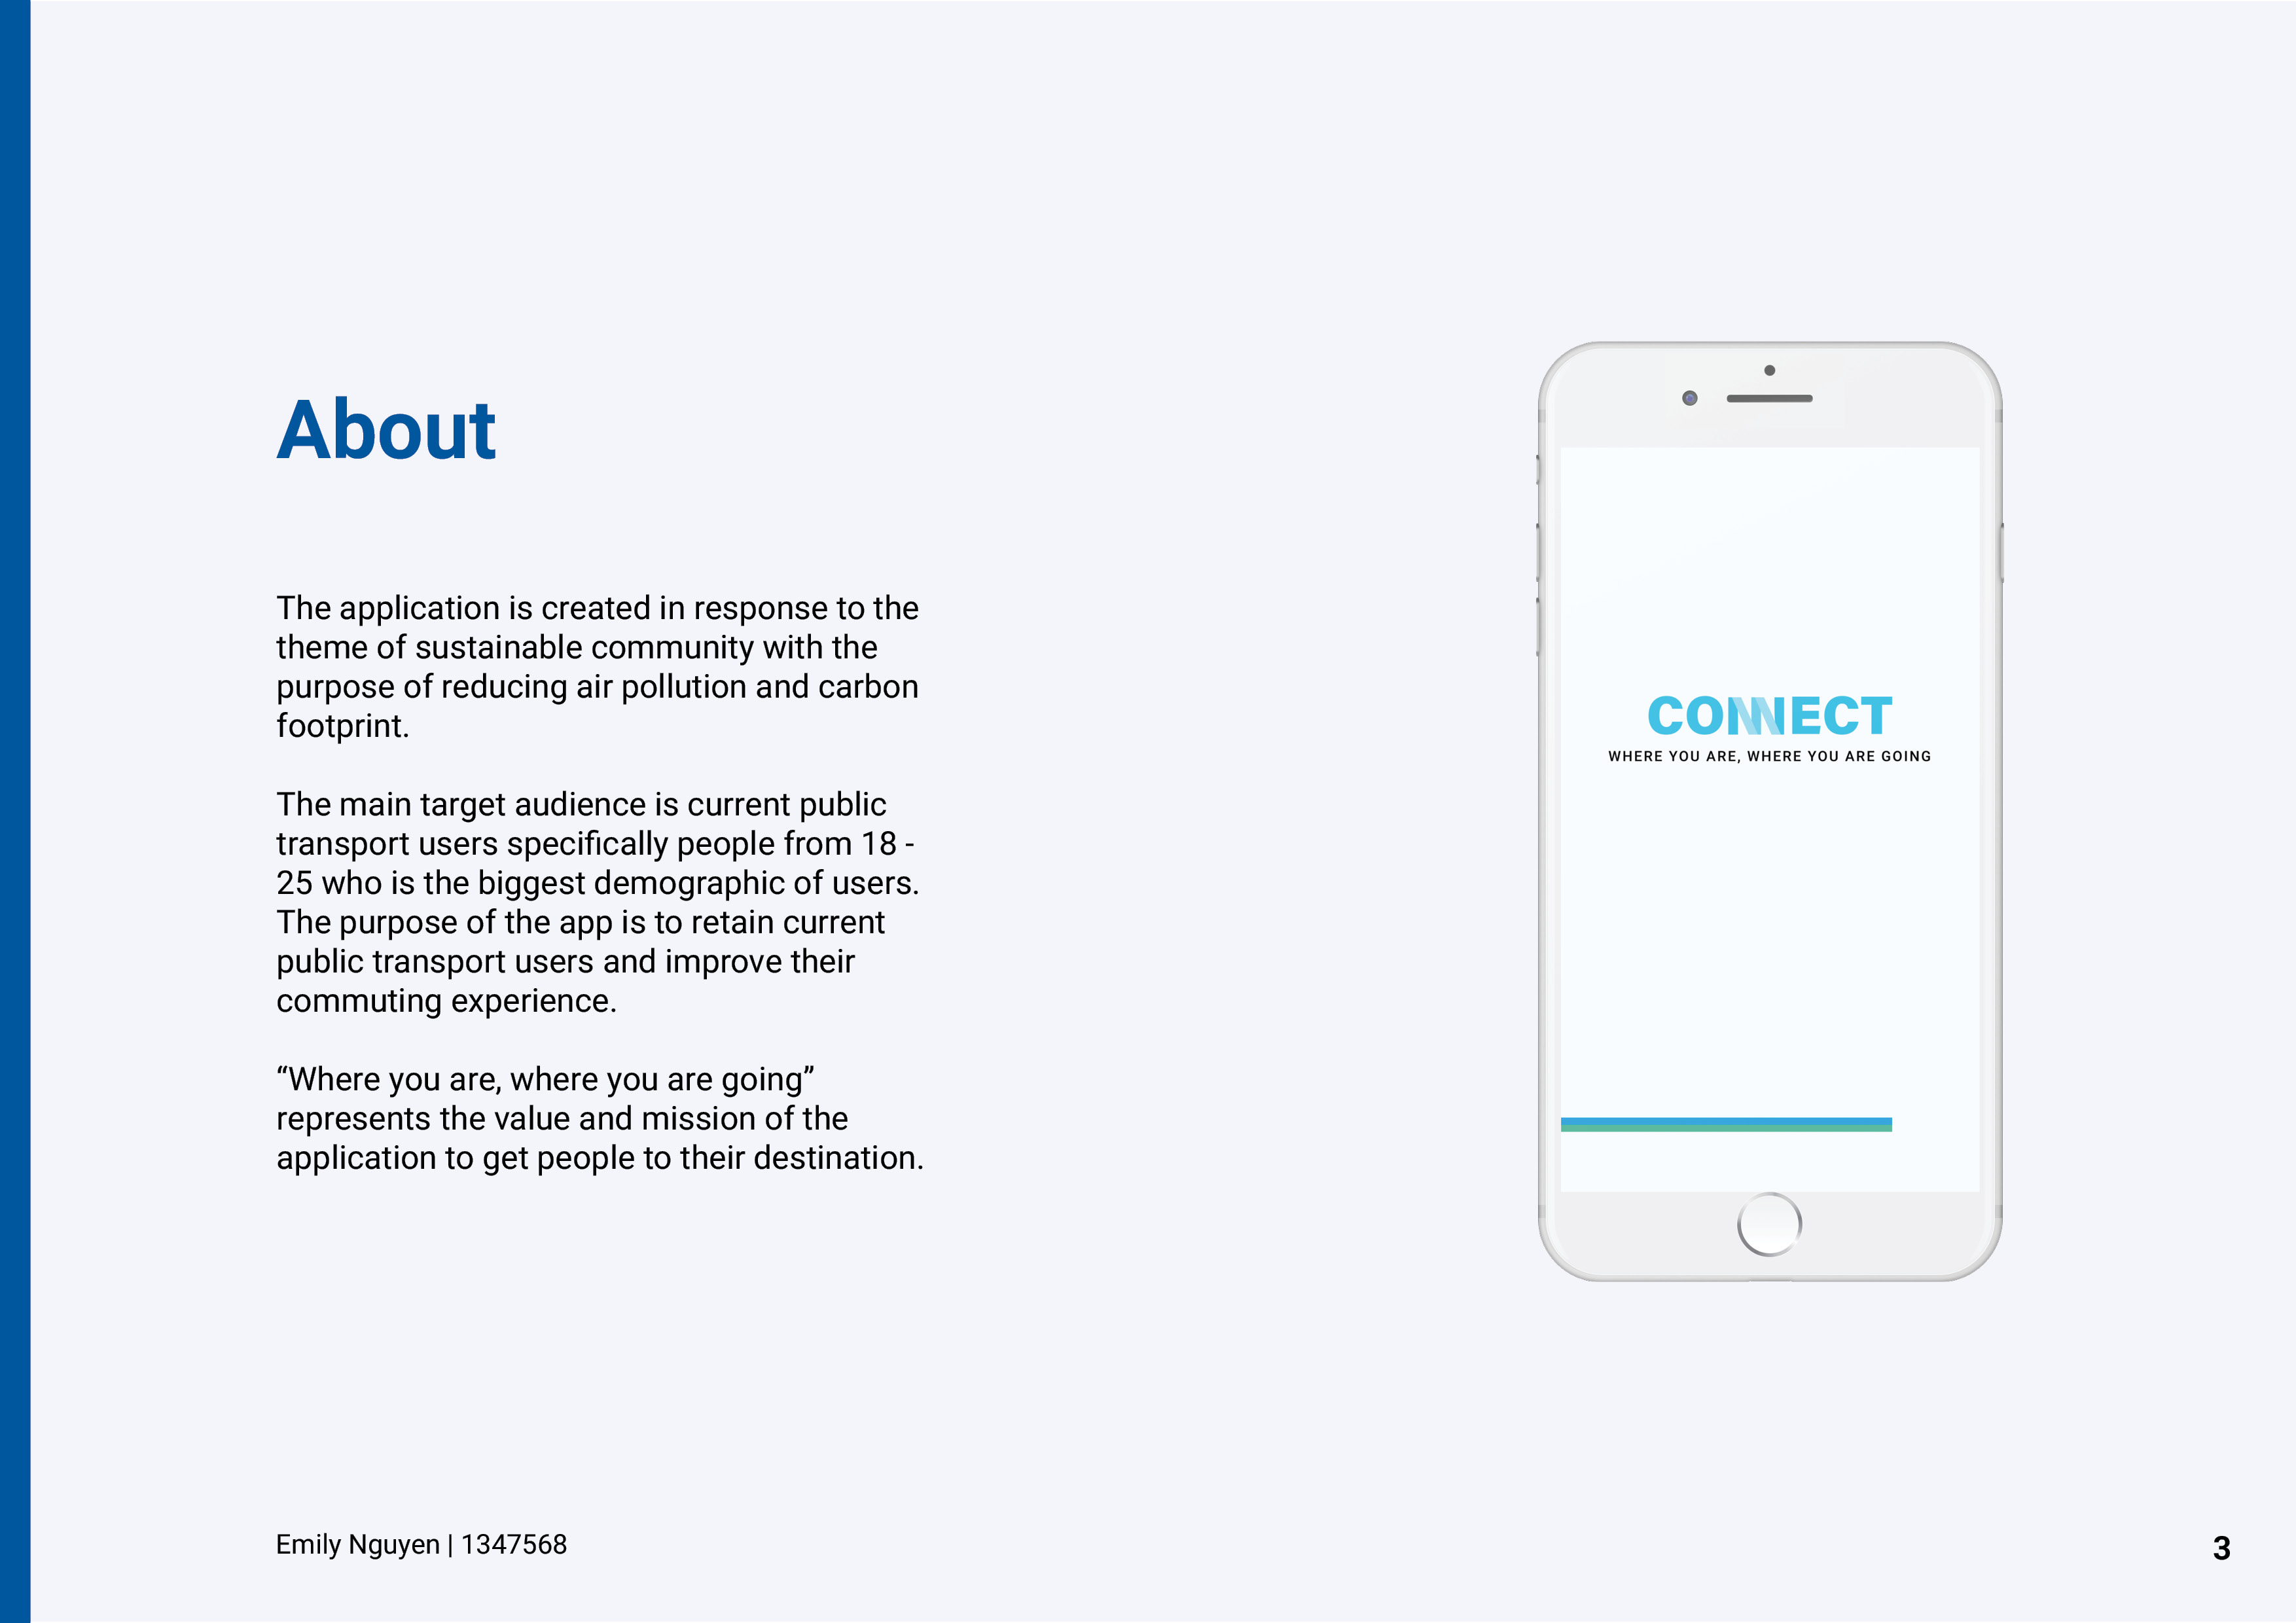 About
The application is created in response to the
theme of sustainable community with the
purpose of reducing air pollution and carbon
footprint.
The main target audience is current public
transport users specifically people from 18 -
25 who is the biggest demographic of users.
The purpose of the app is to retain current
public transport users and improve their
commuting experience.
“Where you are, where you are going”
represents the value and mission of the
application to get people to their destination.
CONNECT
WHERE YOU ARE, WHERE YOU ARE GOING
Emily Nguyen | 1347568
3